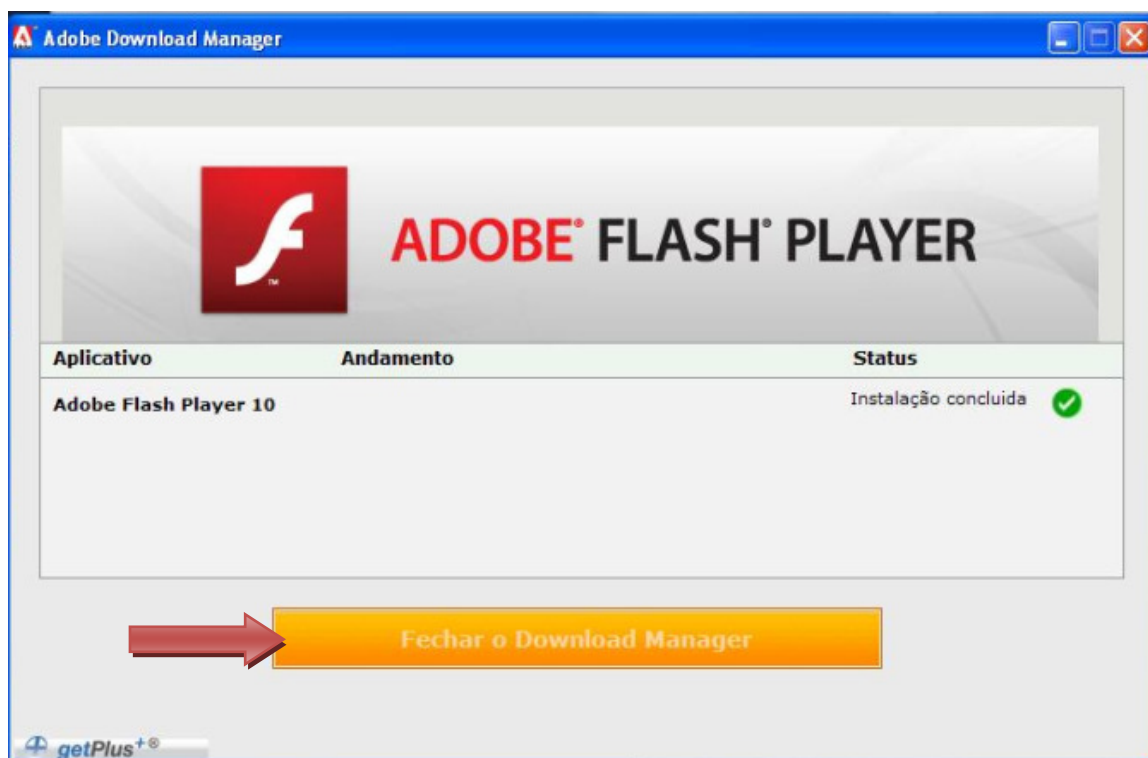 Adobe Download Manager
ADOBE® FLASH® PLAYER
TM
Aplicativo Andamento Status
Adobe Flash Player 10 Instalação concluida
Fechar o Download Manager
getPlus+®